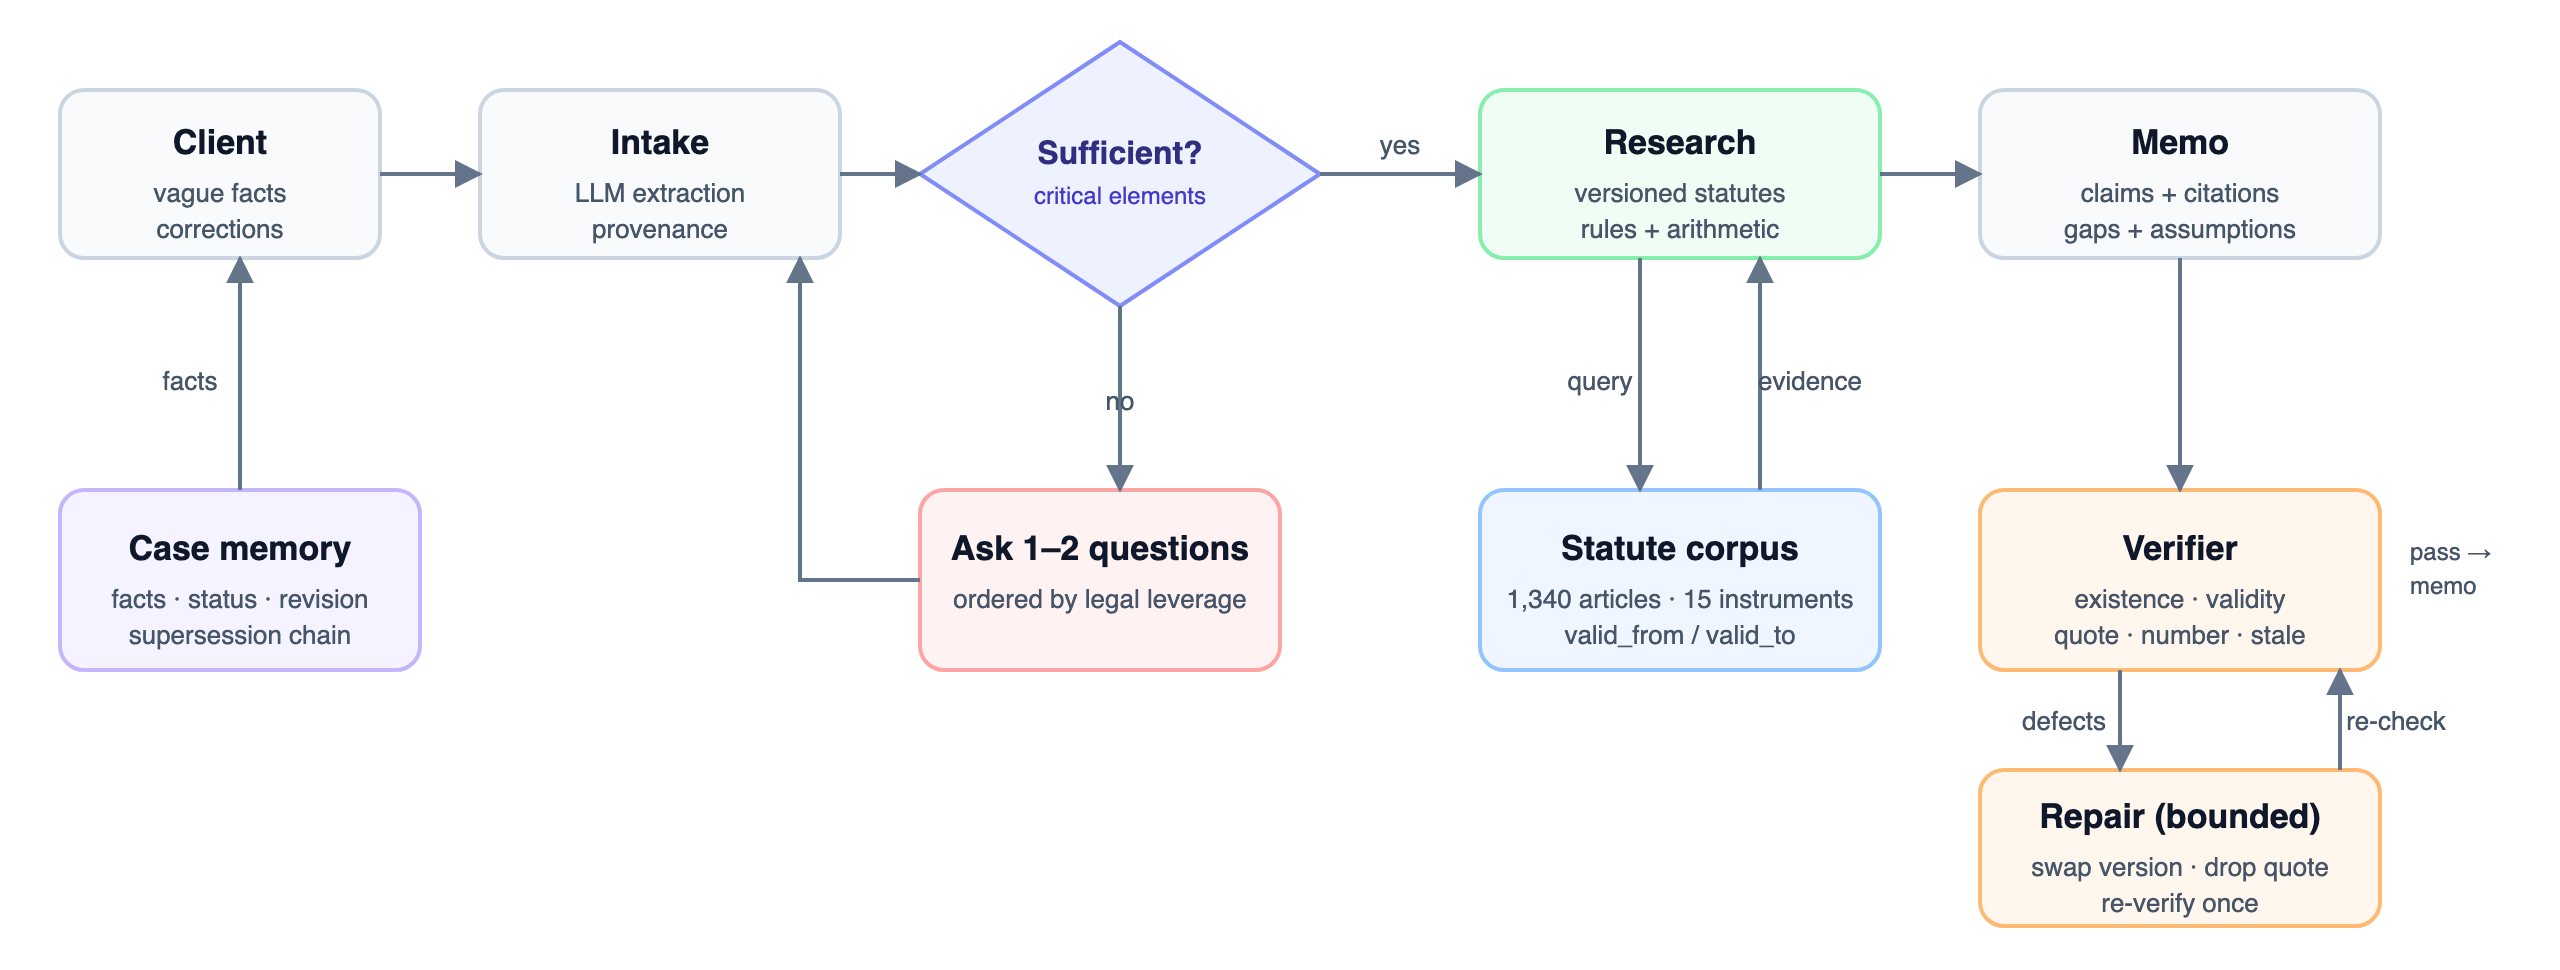 Client
vague facts
corrections
Intake
LLM extraction
provenance
Sufficient?
critical elements
yes
Research
versioned statutes
rules + arithmetic
Memo
claims + citations
gaps + assumptions
facts
no
query
evidence
Case memory
facts · status · revision
supersession chain
Ask 1–2 questions
ordered by legal leverage
Statute corpus
1,340 articles · 15 instruments
valid_from / valid_to
Verifier
existence · validity
quote · number · stale
pass →
memo
defects
re-check
Repair (bounded)
swap version · drop quote
re-verify once